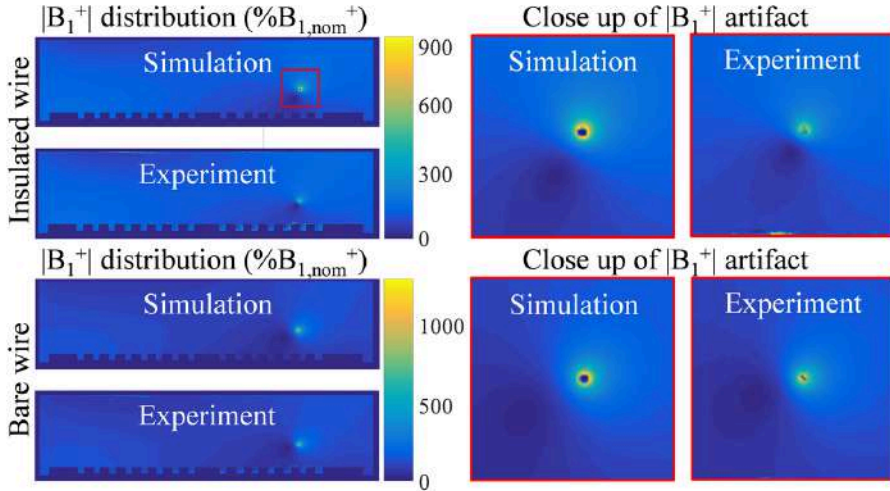 |B₁⁺| distribution (%B₁,ₙₒₘ⁺)
Close up of |B₁⁺| artifact
Insulated wire
Simulation
Experiment
900
600
300
0
Simulation
Experiment
|B₁⁺| distribution (%B₁,ₙₒₘ⁺)
Close up of |B₁⁺| artifact
Bare wire
Simulation
Experiment
1000
500
0
Simulation
Experiment